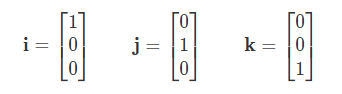 i = [1 0 0] j = [0 1 0] k = [0 0 1]